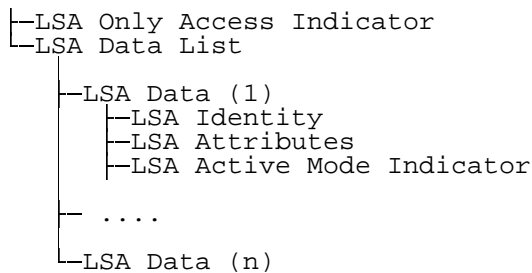 LSA Only Access Indicator
LSA Data List
LSA Data (1)
LSA Identity
LSA Attributes
LSA Active Mode Indicator
....
LSA Data (n)